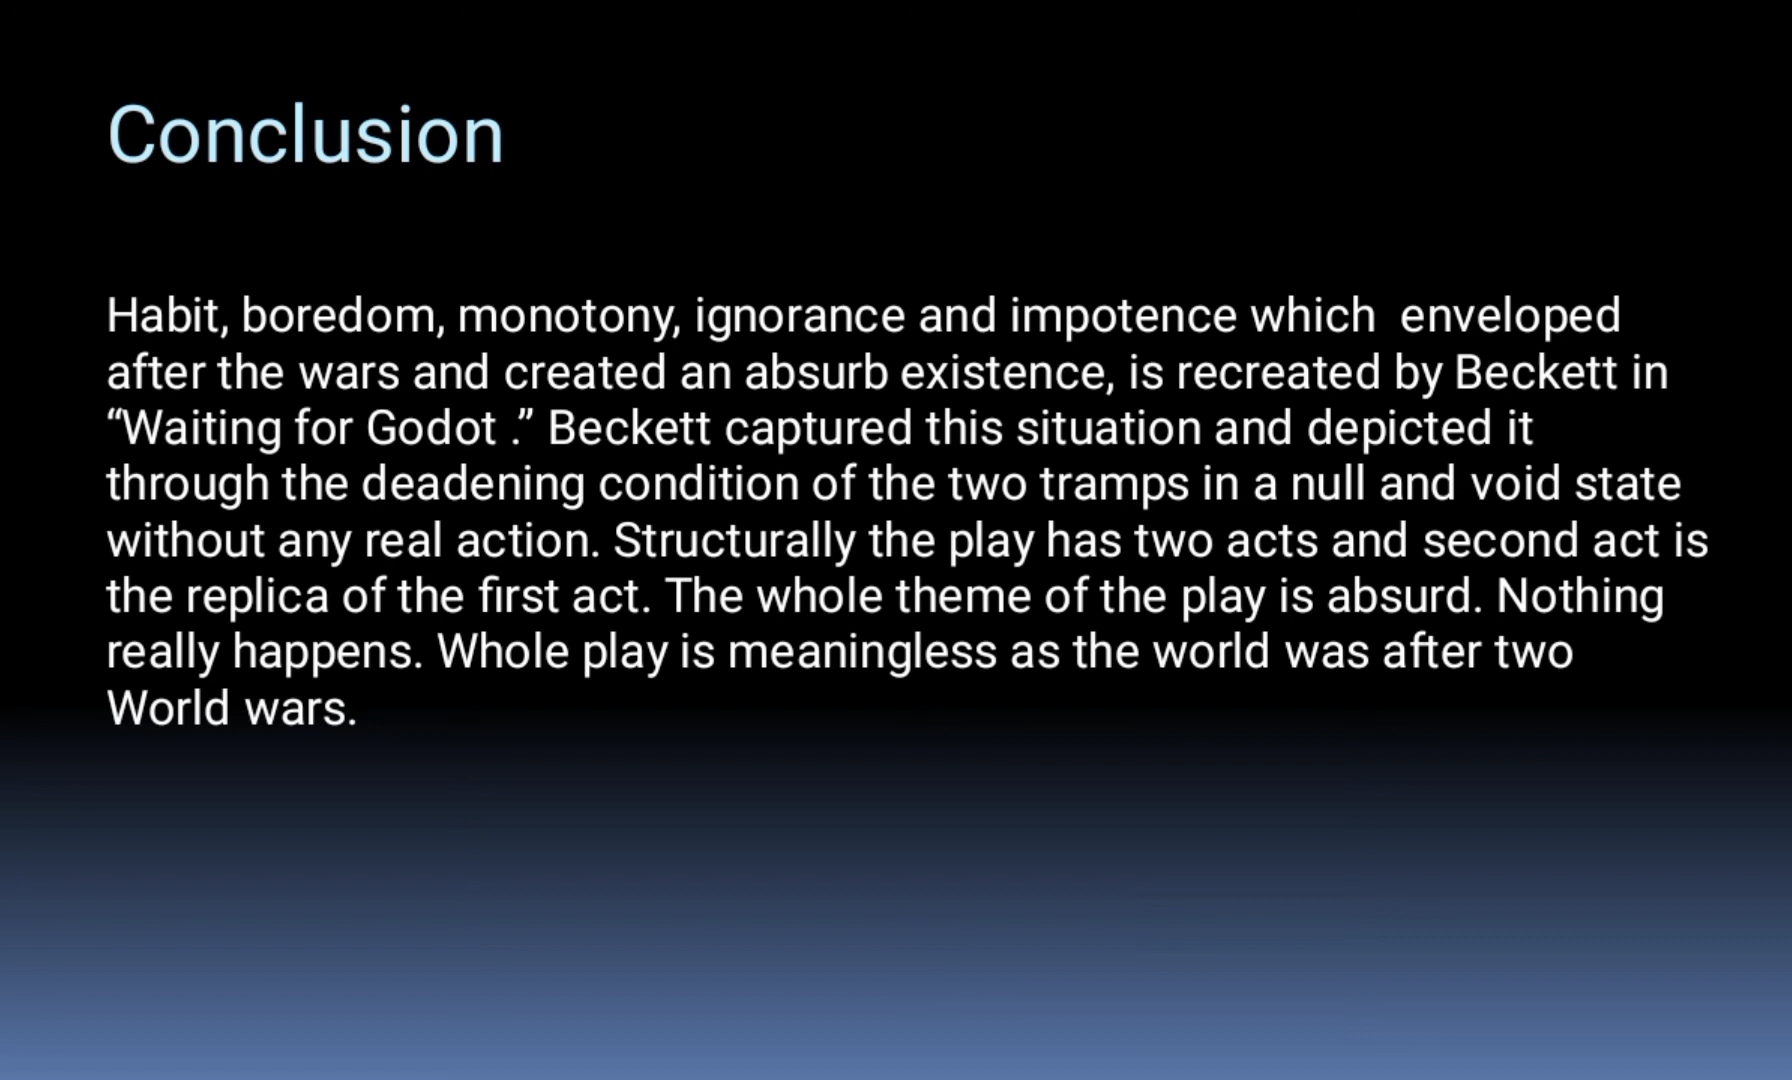 Conclusion
Habit, boredom, monotony, ignorance and impotence which  enveloped
after the wars and created an absurb existence, is recreated by Beckett in
“Waiting for Godot .” Beckett captured this situation and depicted it
through the deadening condition of the two tramps in a null and void state
without any real action. Structurally the play has two acts and second act is
the replica of the first act. The whole theme of the play is absurd. Nothing
really happens. Whole play is meaningless as the world was after two
World wars.